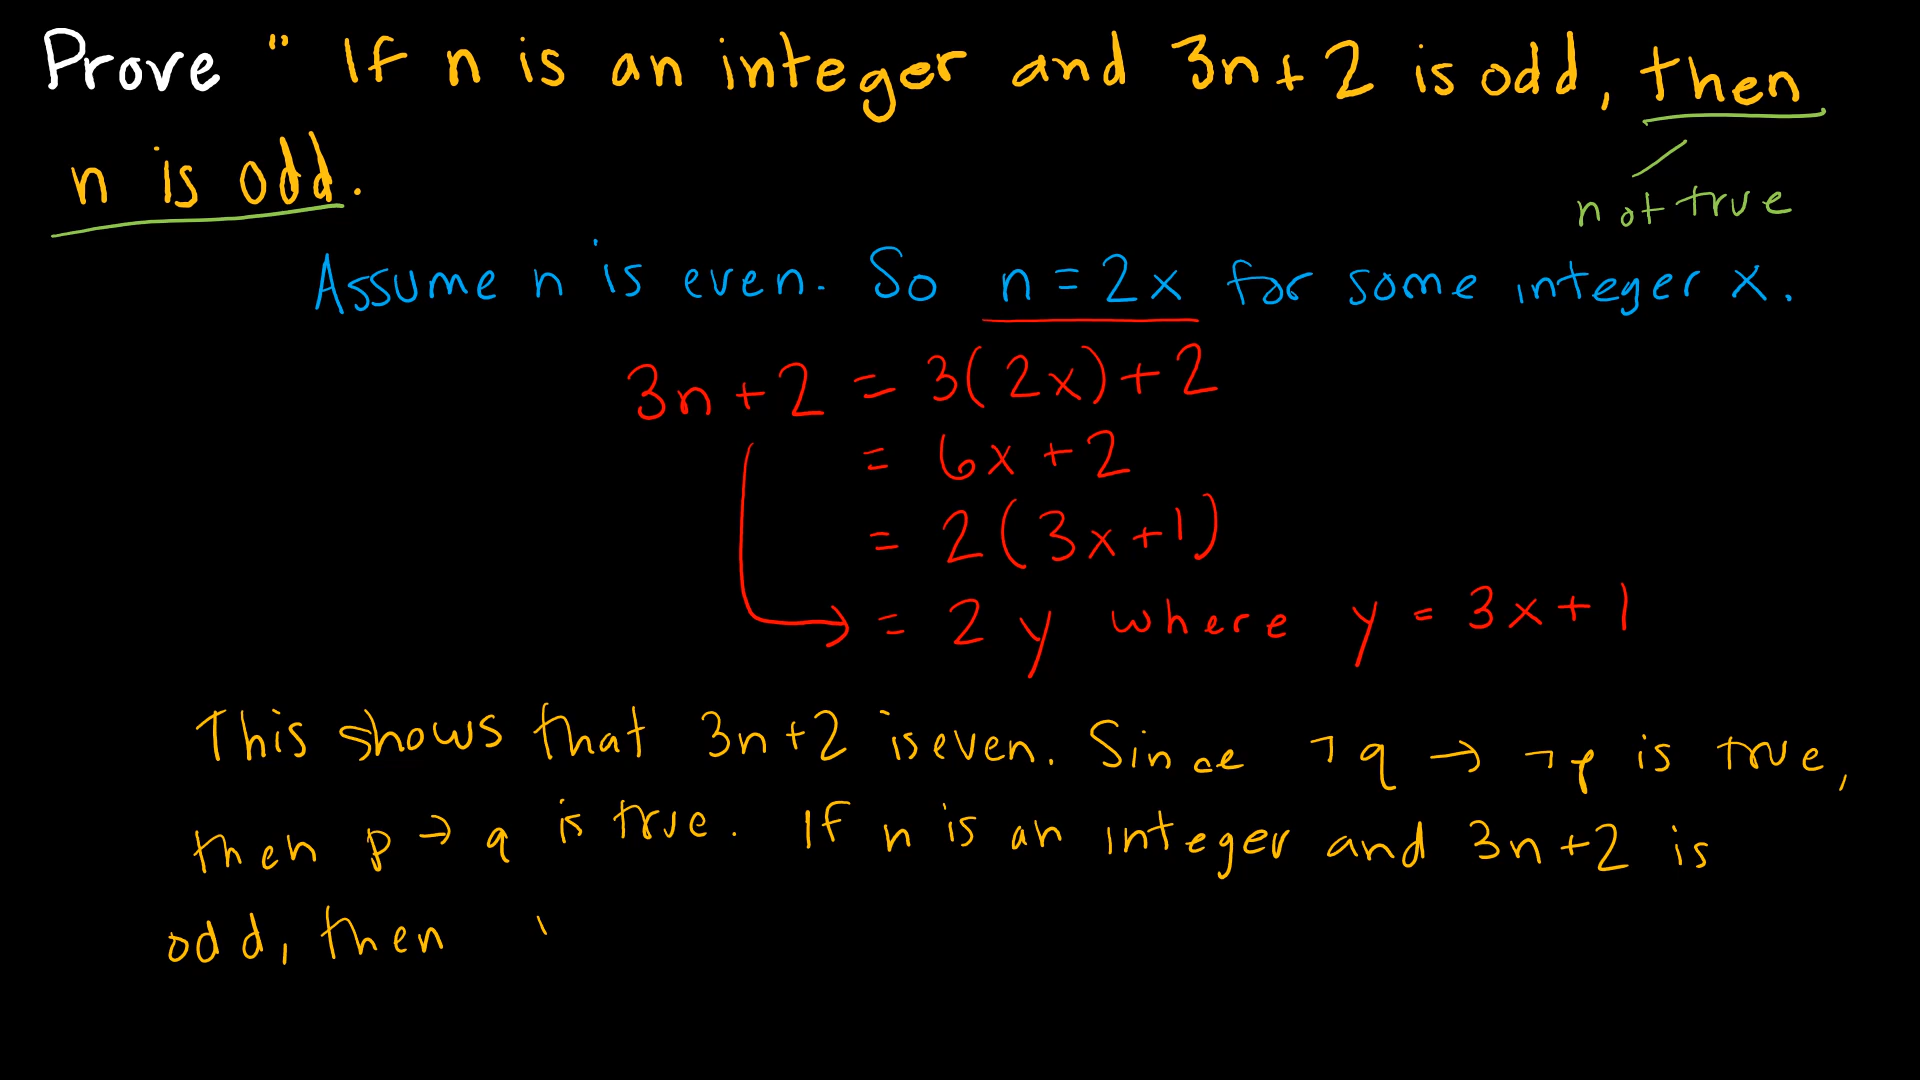 Prove " If n is an integer and 3n+2 is odd, then
n is odd.
not true
Assume n is even. So n = 2x for some integer x.
3n+2 = 3(2x)+2
= 6x+2
= 2(3x+1)
= 2y where y = 3x+1
This shows that 3n+2 is even. Since ¬q → ¬p is true,
then p → q is true. If n is an integer and 3n+2 is
odd, then